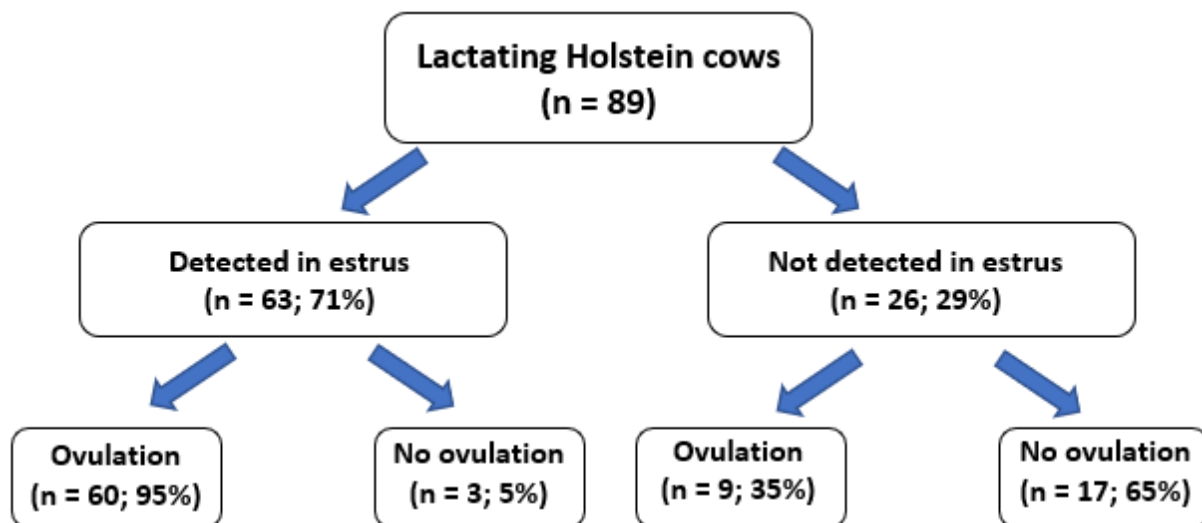 Lactating Holstein cows
(n = 89)
Detected in estrus
(n = 63; 71%)
Not detected in estrus
(n = 26; 29%)
Ovulation
(n = 60; 95%)
No ovulation
(n = 3; 5%)
Ovulation
(n = 9; 35%)
No ovulation
(n = 17; 65%)